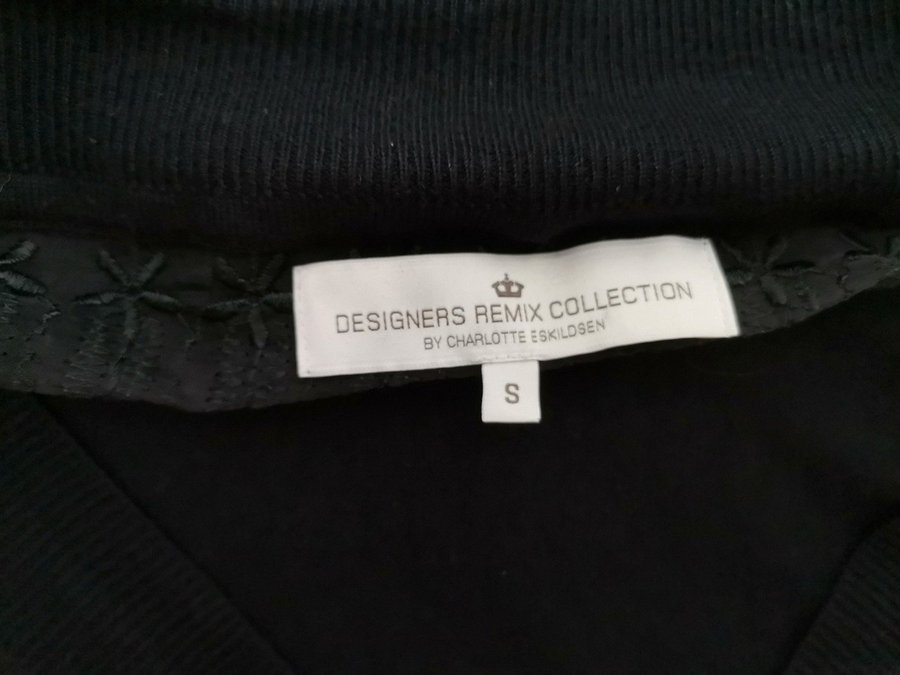 DESIGNERS REMIX COLLECTION
BY CHARLOTTE ESKILDSEN
S